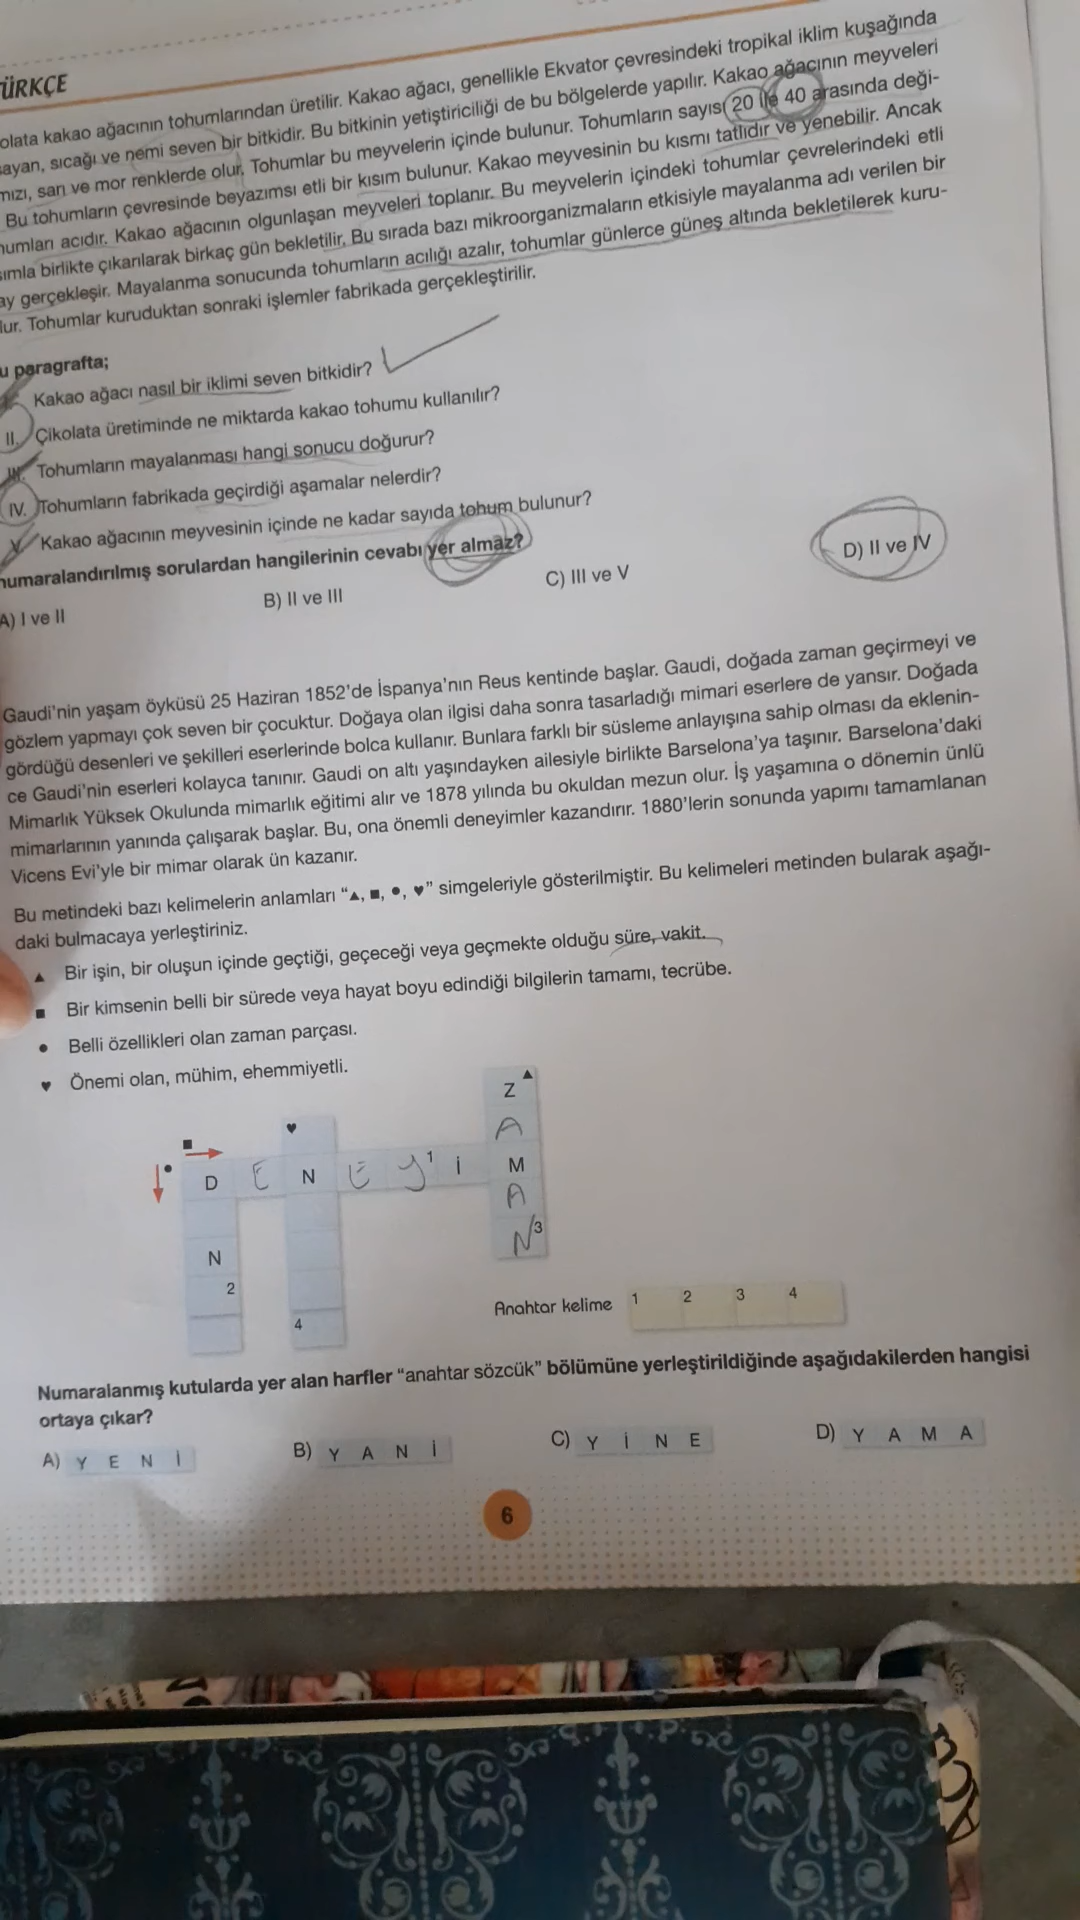 TÜRKÇE
olata kakao ağacının tohumlarından üretilir. Kakao ağacı, genellikle Ekvator çevresindeki tropikal iklim kuşağında
ayan, sıcağı ve nemi seven bir bitkidir. Bu bitkinin yetiştiriciliği de bu bölgelerde yapılır. Kakao ağacının meyveleri
mızı, sarı ve mor renklerde olur. Tohumlar bu meyvelerin içinde bulunur. Tohumların sayısı 20 ile 40 arasında deği-
Bu tohumların çevresinde beyazımsı etli bir kısım bulunur. Kakao meyvesinin bu kısmı tatlıdır ve yenebilir. Ancak
humları acıdır. Kakao ağacının olgunlaşan meyveleri toplanır. Bu meyvelerin içindeki tohumlar çevrelerindeki etli
sımla birlikte çıkarılarak birkaç gün bekletilir. Bu sırada bazı mikroorganizmaların etkisiyle mayalanma adı verilen bir
ay gerçekleşir. Mayalanma sonucunda tohumların acılığı azalır, tohumlar günlerce güneş altında bekletilerek kuru-
lur. Tohumlar kuruduktan sonraki işlemler fabrikada gerçekleştirilir.
u paragrafta;
Kakao ağacı nasıl bir iklimi seven bitkidir?
II. Çikolata üretiminde ne miktarda kakao tohumu kullanılır?
III. Tohumların mayalanması hangi sonucu doğurur?
IV. Tohumların fabrikada geçirdiği aşamalar nelerdir?
V. Kakao ağacının meyvesinin içinde ne kadar sayıda tohum bulunur?
numaralandırılmış sorulardan hangilerinin cevabı yer almaz?
A) I ve II B) II ve III C) III ve V D) II ve IV
Gaudi'nin yaşam öyküsü 25 Haziran 1852'de İspanya'nın Reus kentinde başlar. Gaudi, doğada zaman geçirmeyi ve
gözlem yapmayı çok seven bir çocuktur. Doğaya olan ilgisi daha sonra tasarladığı mimari eserlere de yansır. Doğada
gördüğü desenleri ve şekilleri eserlerinde bolca kullanır. Bunlara farklı bir süsleme anlayışına sahip olması da eklenin-
ce Gaudi'nin eserleri kolayca tanınır. Gaudi on altı yaşındayken ailesiyle birlikte Barselona'ya taşınır. Barselona'daki
Mimarlık Yüksek Okulunda mimarlık eğitimi alır ve 1878 yılında bu okuldan mezun olur. İş yaşamına o dönemin ünlü
mimarlarının yanında çalışarak başlar. Bu, ona önemli deneyimler kazandırır. 1880'lerin sonunda yapımı tamamlanan
Vicens Evi'yle bir mimar olarak ün kazanır.
Bu metindeki bazı kelimelerin anlamları "▲, ■, ●, ♥" simgeleriyle gösterilmiştir. Bu kelimeleri metinden bularak aşağı-
daki bulmacaya yerleştiriniz.
▲ Bir işin, bir oluşun içinde geçtiği, geçeceği veya geçmekte olduğu süre, vakit.
■ Bir kimsenin belli bir sürede veya hayat boyu edindiği bilgilerin tamamı, tecrübe.
● Belli özellikleri olan zaman parçası.
♥ Önemi olan, mühim, ehemmiyetli.
Z ▲
♥ A
■ ● D E N E Y 1 İ M
A
N 3
N
2
4
Anahtar kelime 1 2 3 4
Numaralanmış kutularda yer alan harfler "anahtar sözcük" bölümüne yerleştirildiğinde aşağıdakilerden hangisi
ortaya çıkar?
A) Y E N İ B) Y A N İ C) Y İ N E D) Y A M A
6